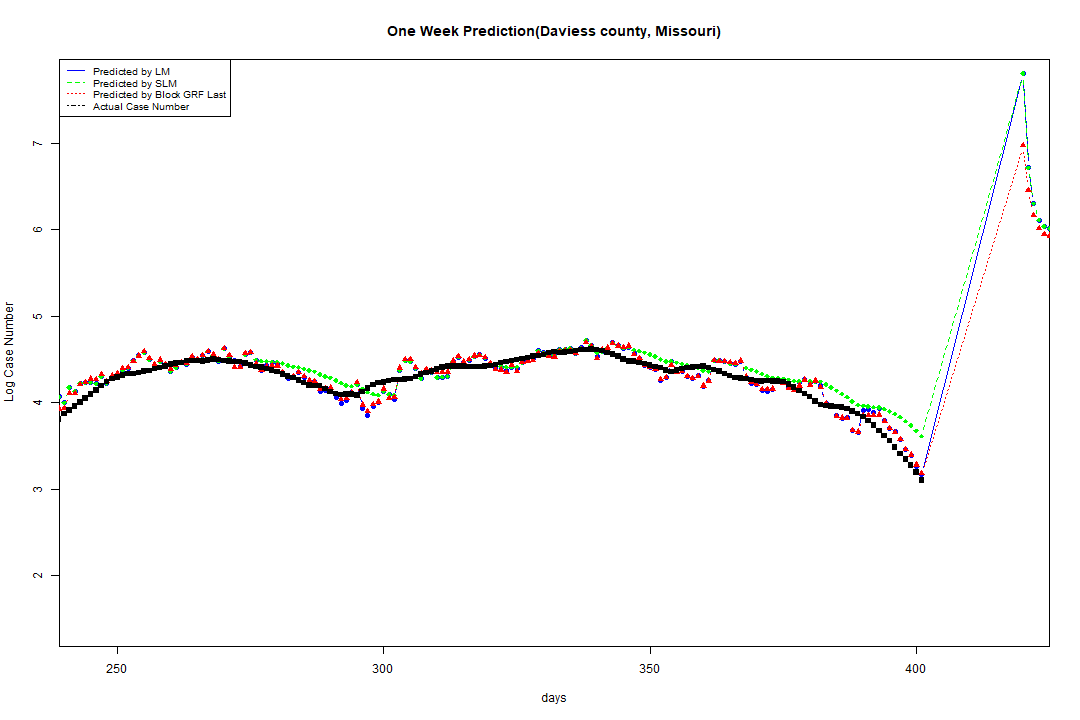 One Week Prediction(Daviess county, Missouri)
Predicted by LM
Predicted by SLM
Predicted by Block GRF Last
Actual Case Number
Log Case Number
7
6
5
4
3
2
250 300 350 400
days